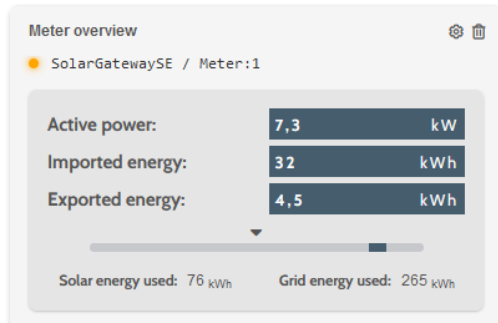 Meter overview
SolarGatewaySE / Meter:1
Active power: 7,3 kW
Imported energy: 32 kWh
Exported energy: 4,5 kWh
Solar energy used: 76 kWh Grid energy used: 265 kWh